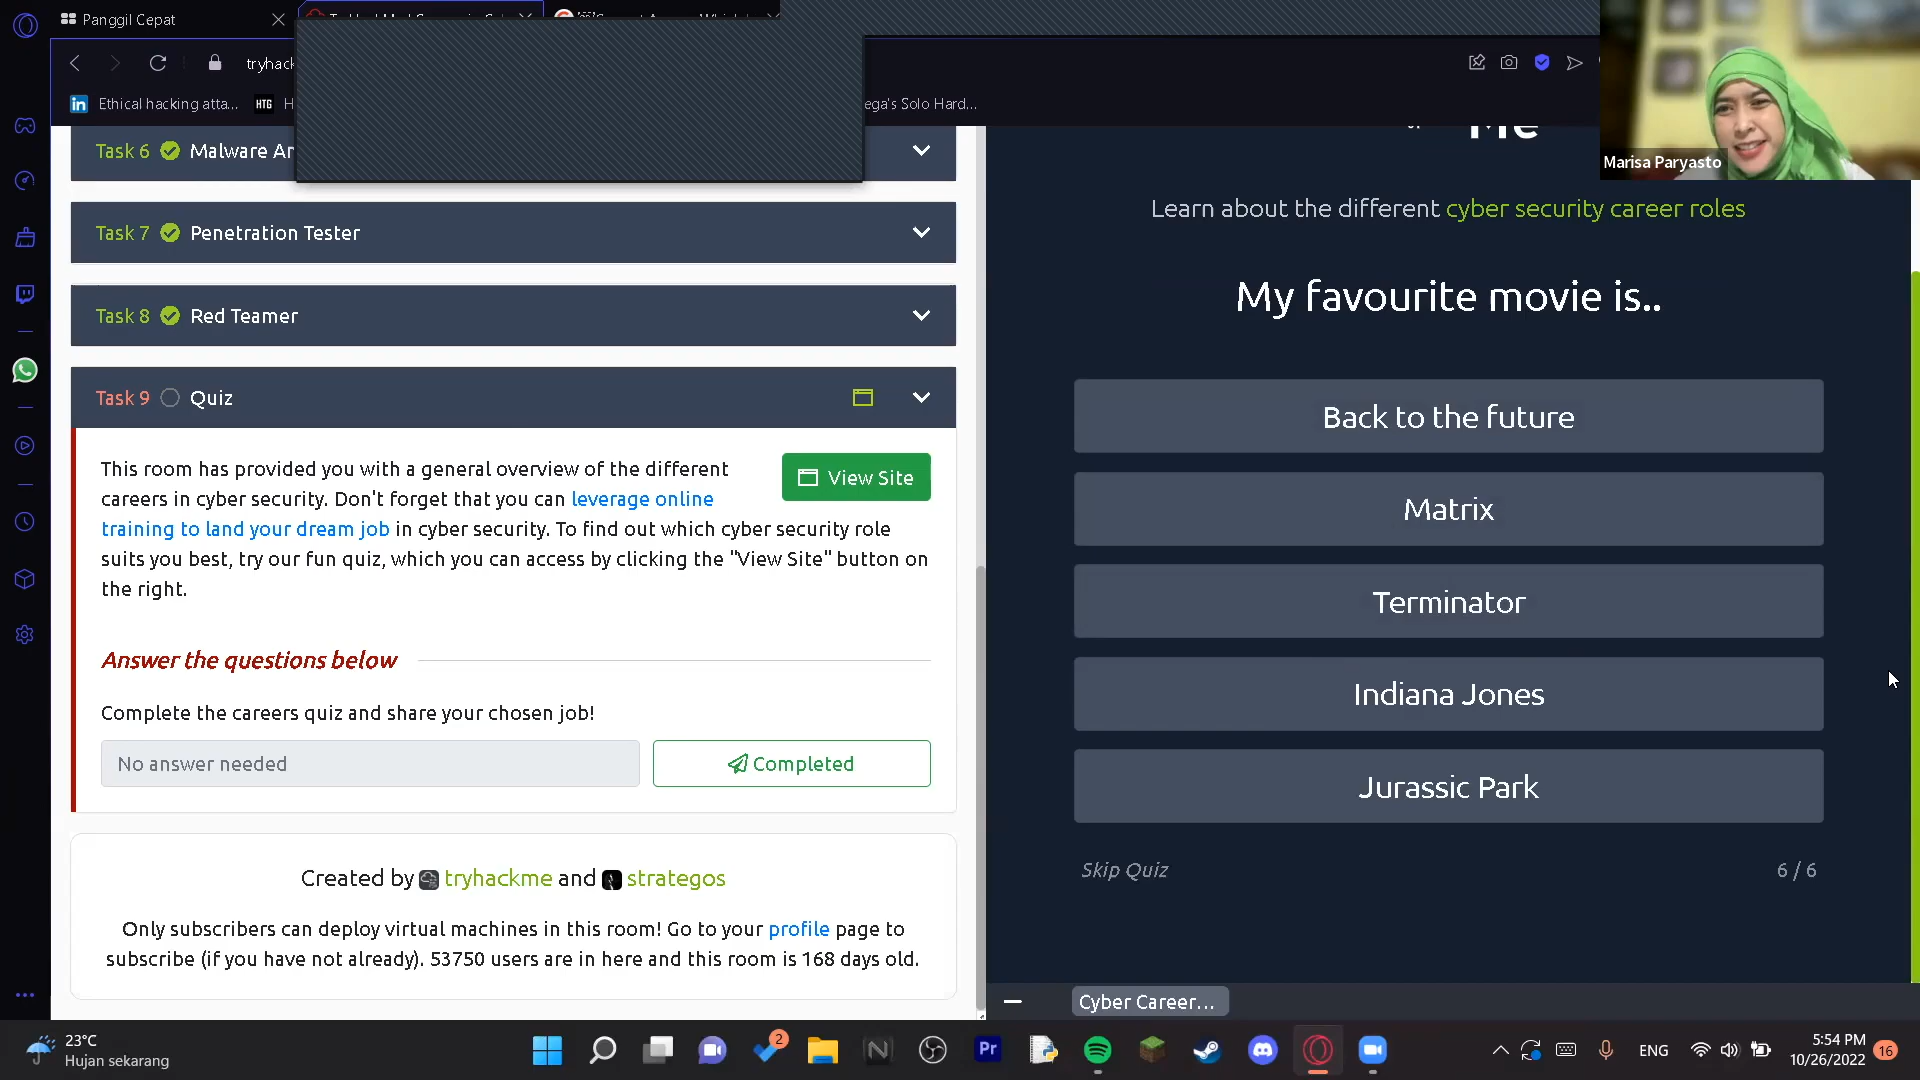 Panggil Cepat
tryhack
Ethical hacking atta...
HTG
H
ega's Solo Hard...
Marisa Paryasto
Task 6
Malware An
Task 7
Penetration Tester
Task 8
Red Teamer
Task 9
Quiz
This room has provided you with a general overview of the different
careers in cyber security. Don't forget that you can leverage online
training to land your dream job in cyber security. To find out which cyber security role
suits you best, try our fun quiz, which you can access by clicking the "View Site" button on
the right.
View Site
Answer the questions below
Complete the careers quiz and share your chosen job!
No answer needed
Completed
Created by tryhackme and strategos
Only subscribers can deploy virtual machines in this room! Go to your profile page to
subscribe (if you have not already). 53750 users are in here and this room is 168 days old.
Me
Learn about the different cyber security career roles
My favourite movie is..
Back to the future
Matrix
Terminator
Indiana Jones
Jurassic Park
Skip Quiz
6 / 6
Cyber Career...
23°C
Hujan sekarang
2
Pr
ENG
5:54 PM
10/26/2022
16